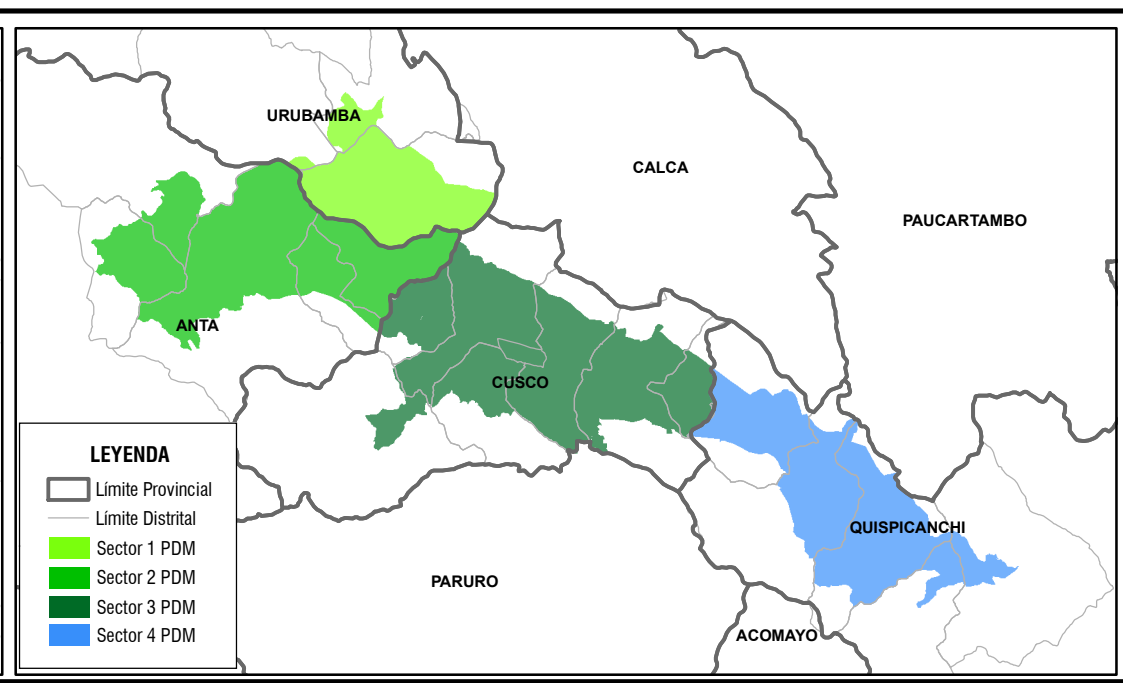 URUBAMBA
CALCA
PAUCARTAMBO
ANTA
CUSCO
QUISPICANCHI
PARURO
ACOMAYO
LEYENDA
Límite Provincial
Límite Distrital
Sector 1 PDM
Sector 2 PDM
Sector 3 PDM
Sector 4 PDM